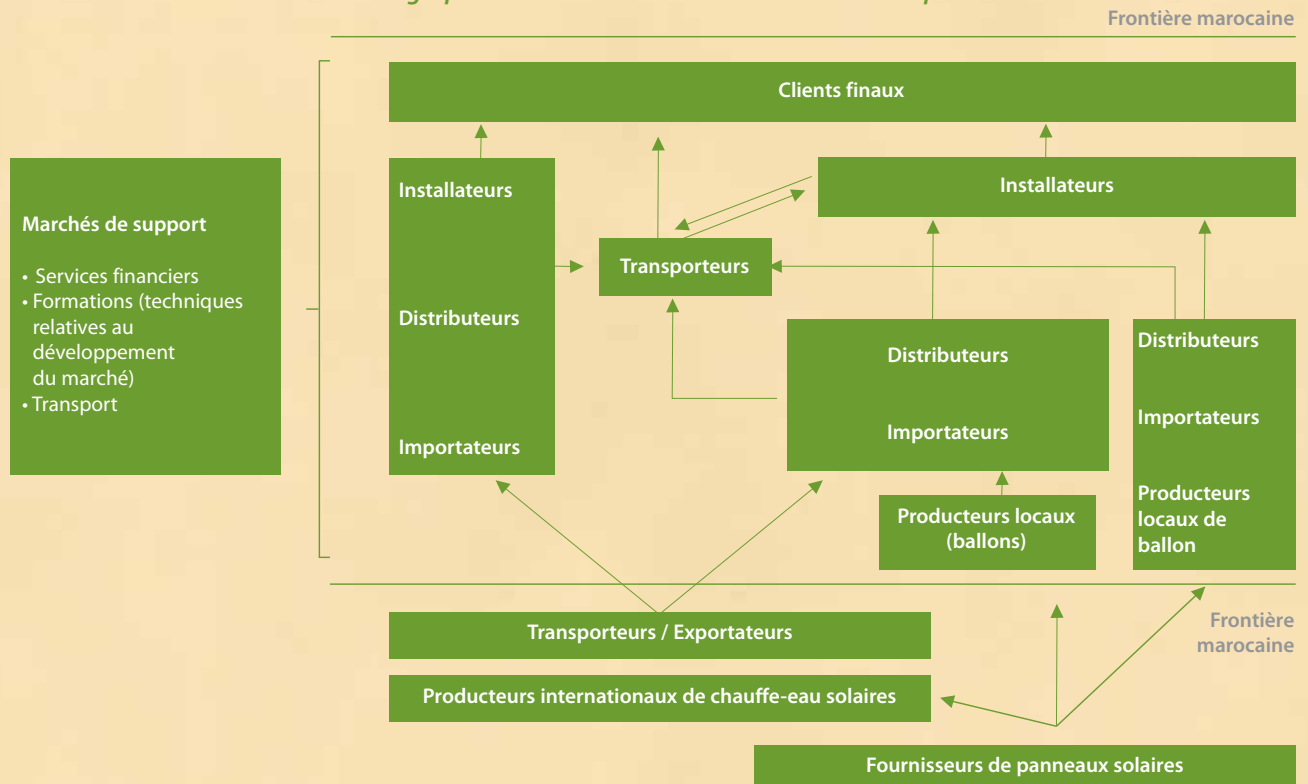 Frontière marocaine
Clients finaux
Installateurs
Distributeurs
Importateurs
Marchés de support
• Services financiers
• Formations (techniques
relatives au
développement
du marché)
• Transport
Transporteurs
Installateurs
Distributeurs
Importateurs
Producteurs locaux
(ballons)
Distributeurs
Importateurs
Producteurs
locaux de
ballon
Transporteurs / Exportateurs
Frontière
marocaine
Producteurs internationaux de chauffe-eau solaires
Fournisseurs de panneaux solaires